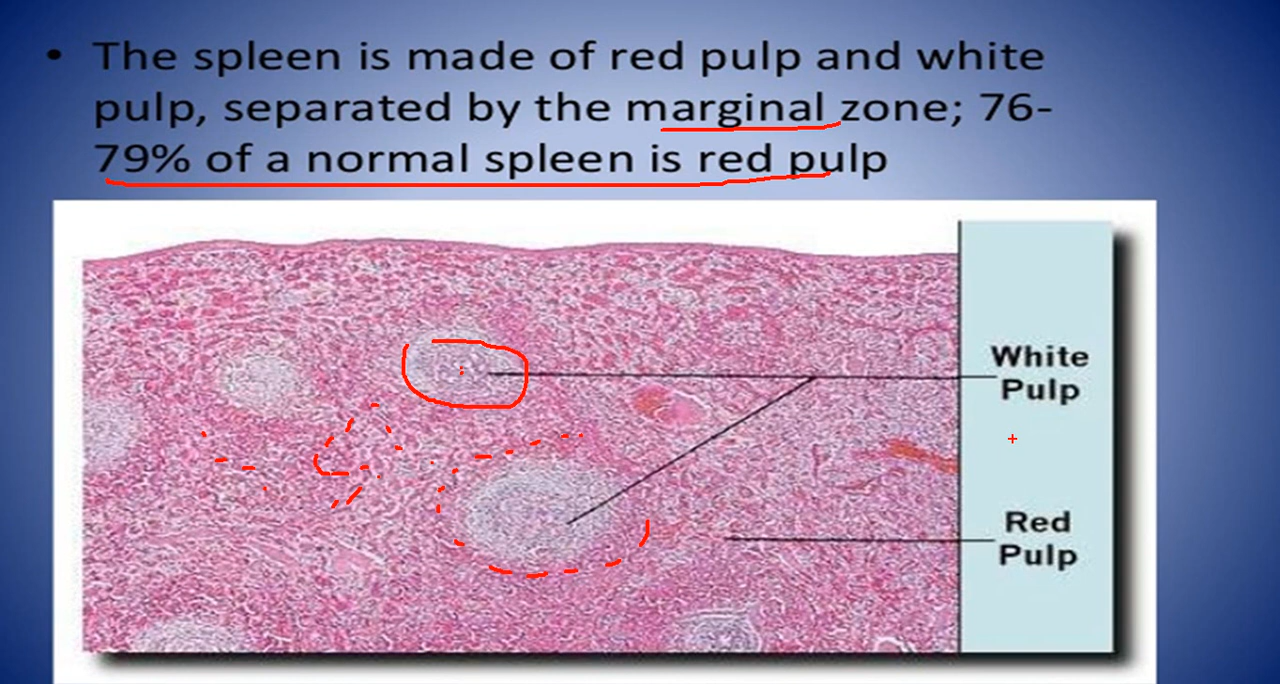 • The spleen is made of red pulp and white
pulp, separated by the marginal zone; 76-
79% of a normal spleen is red pulp
White
Pulp
Red
Pulp